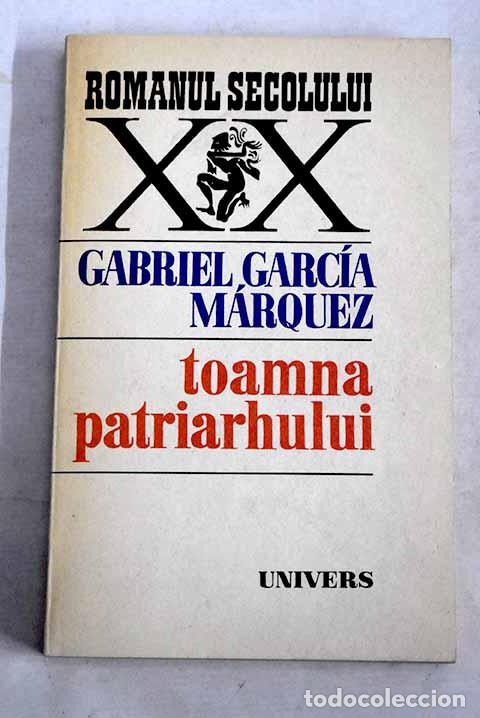 ROMANUL SECOLULUI
XX
GABRIEL GARCÍA
MÁRQUEZ
toamna
patriarhului
UNIVERS
todocoleccion